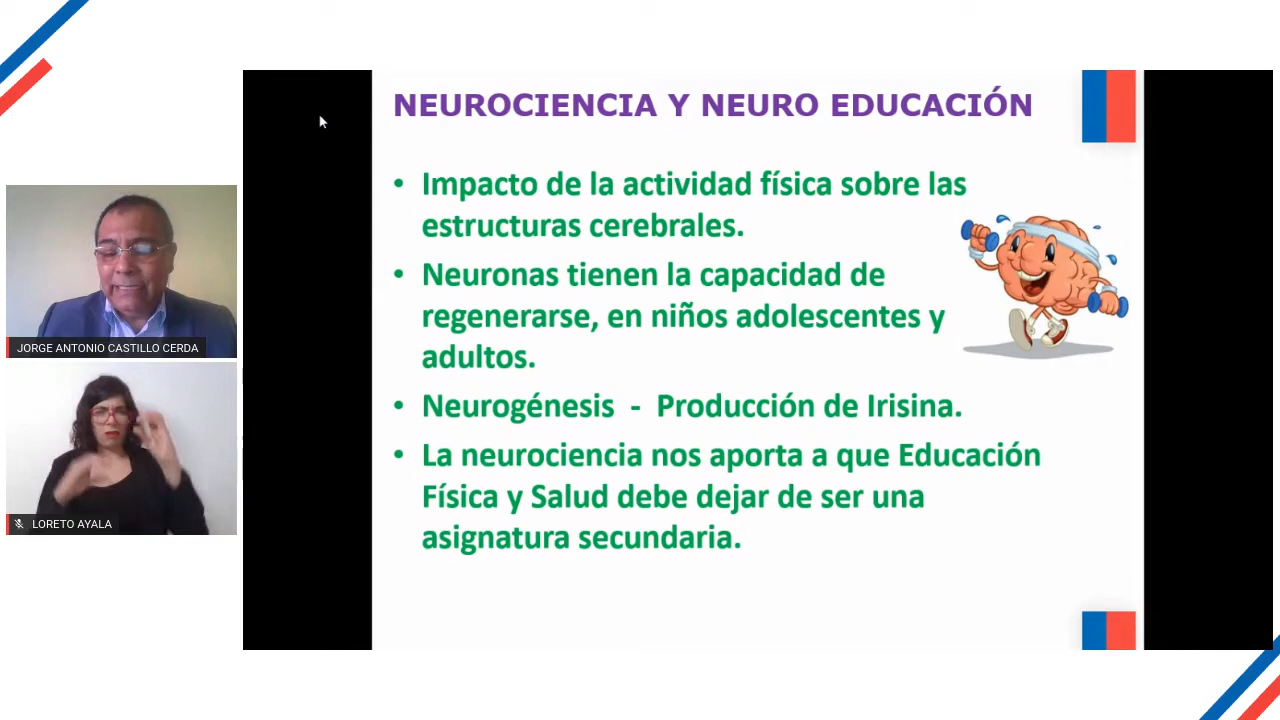 NEUROCIENCIA Y NEURO EDUCACIÓN
• Impacto de la actividad física sobre las
estructuras cerebrales.
• Neuronas tienen la capacidad de
regenerarse, en niños adolescentes y
adultos.
• Neurogénesis - Producción de Irisina.
• La neurociencia nos aporta a que Educación
Física y Salud debe dejar de ser una
asignatura secundaria.
JORGE ANTONIO CASTILLO CERDA
LORETO AYALA